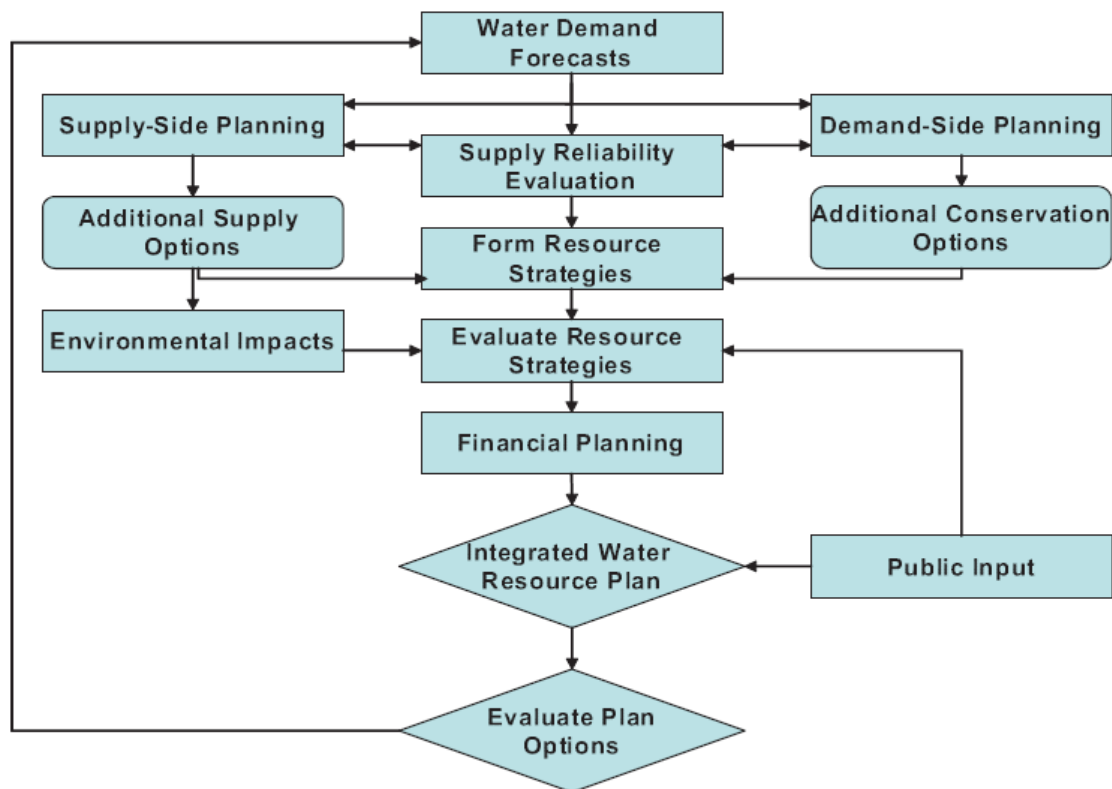 Water Demand
Forecasts
Supply-Side Planning
Demand-Side Planning
Supply Reliability
Evaluation
Additional Supply
Options
Form Resource
Strategies
Additional Conservation
Options
Environmental Impacts
Evaluate Resource
Strategies
Financial Planning
Integrated Water
Resource Plan
Public Input
Evaluate Plan
Options